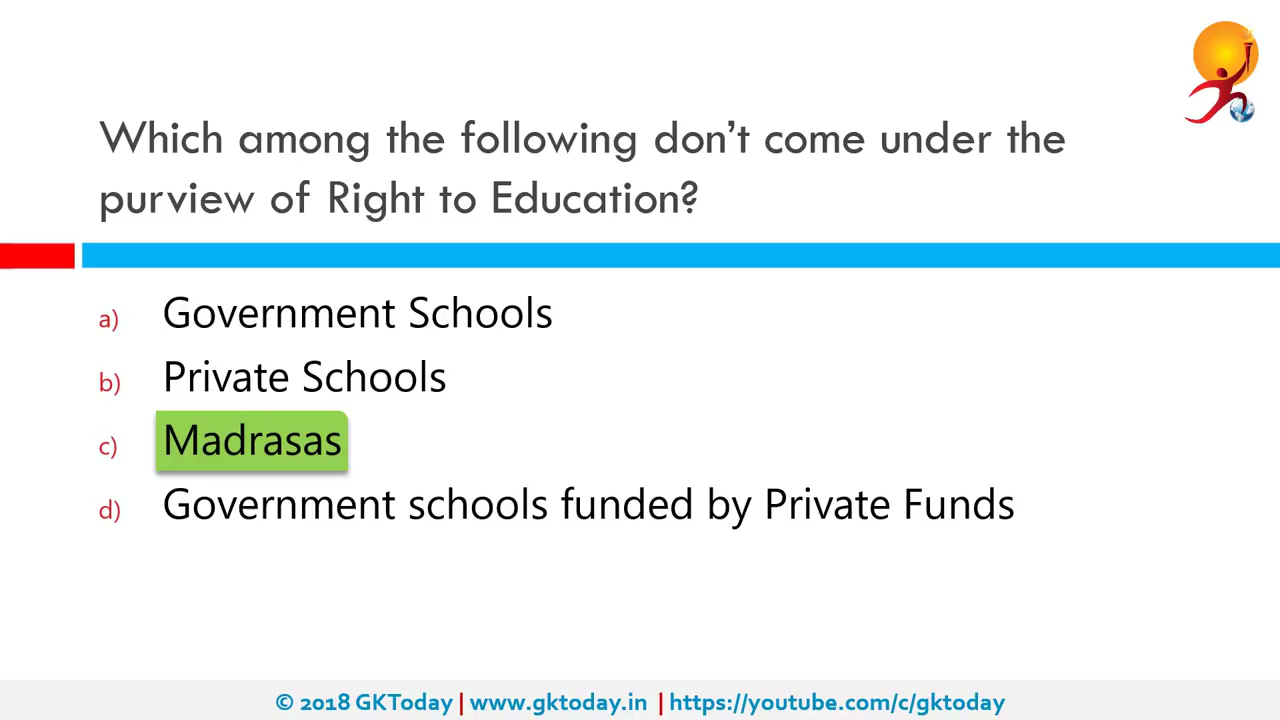 Which among the following don't come under the
purview of Right to Education?
a) Government Schools
b) Private Schools
c) Madrasas
d) Government schools funded by Private Funds
© 2018 GKToday | www.gktoday.in | https://youtube.com/c/gktoday